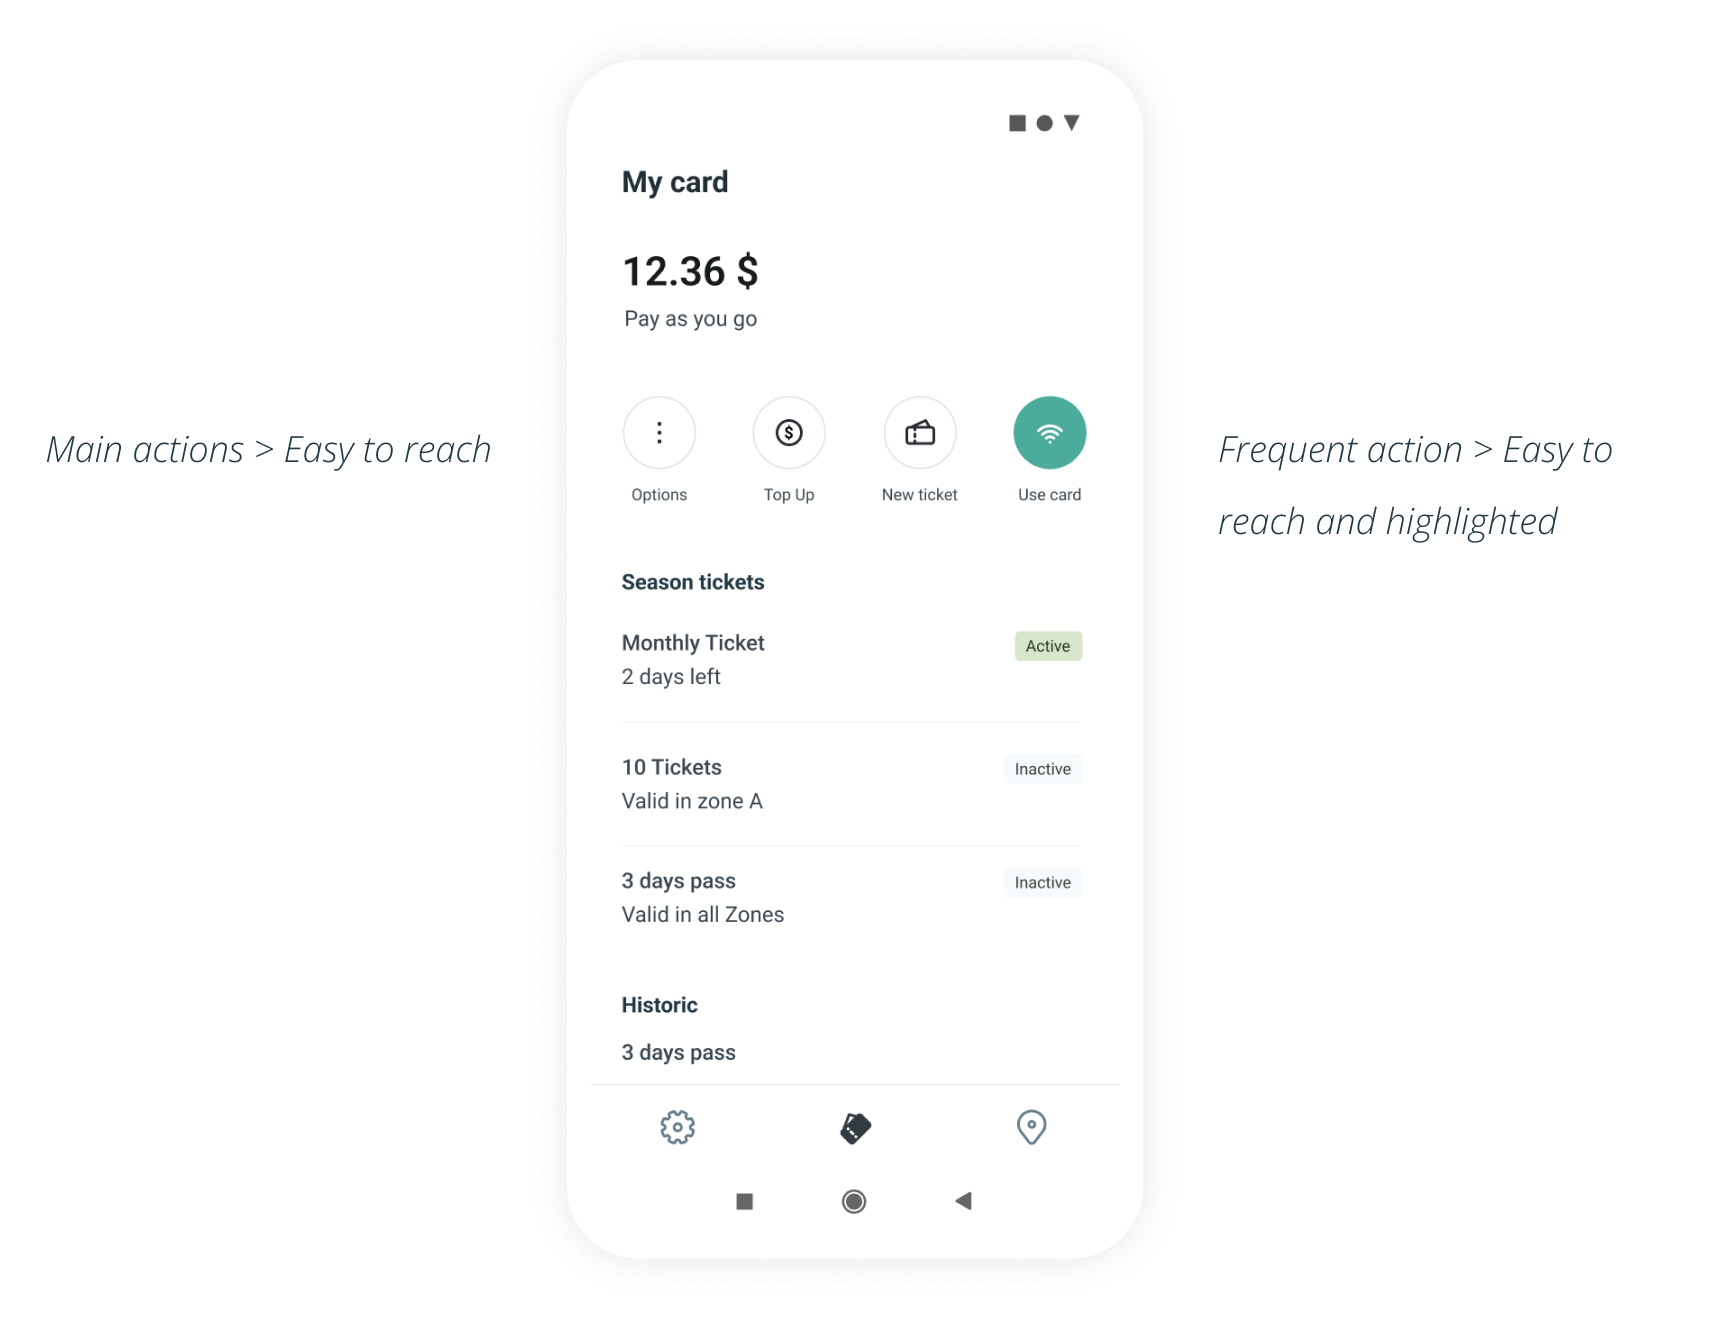 My card
12.36 $
Pay as you go
Main actions > Easy to reach
Options
Top Up
New ticket
Use card
Frequent action > Easy to
reach and highlighted
Season tickets
Monthly Ticket
Active
2 days left
10 Tickets
Inactive
Valid in zone A
3 days pass
Inactive
Valid in all Zones
Historic
3 days pass